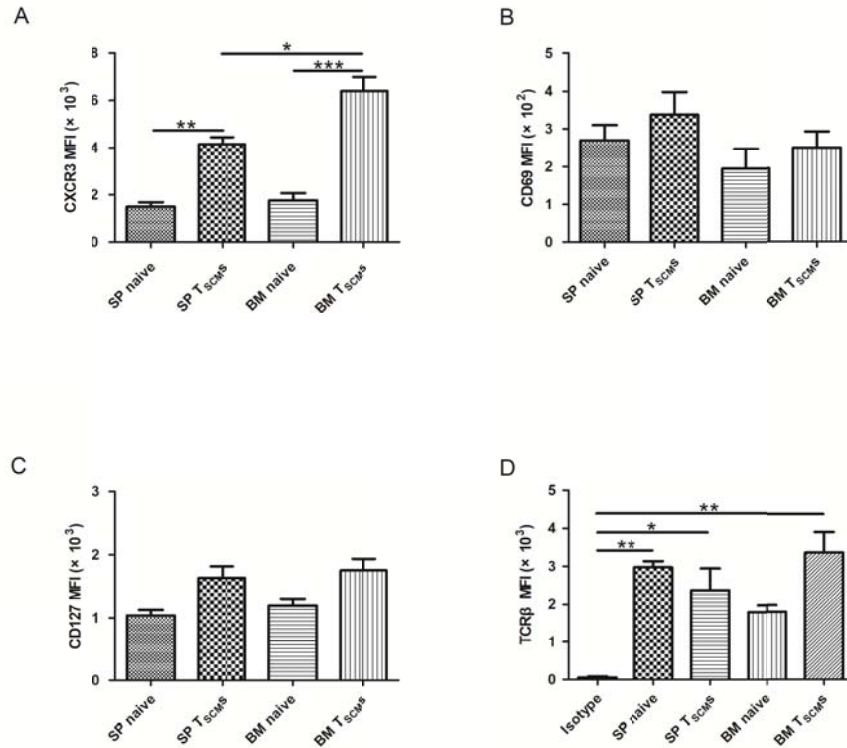 A
CXCR3 MFI (× 10³)
8
6
4
2
0
*
***
**
SP naive
SP TSCMS
BM naive
BM TSCMS
B
CD69 MFI (× 10²)
5
4
3
2
1
0
SP naive
SP TSCMS
BM naive
BM TSCMS
C
CD127 MFI (× 10³)
3
2
1
0
SP naive
SP TSCMS
BM naive
BM TSCMS
D
TCRβ MFI (× 10³)
5
4
3
2
1
0
**
*
**
Isotype
SP naive
SP TSCMS
BM naive
BM TSCMS